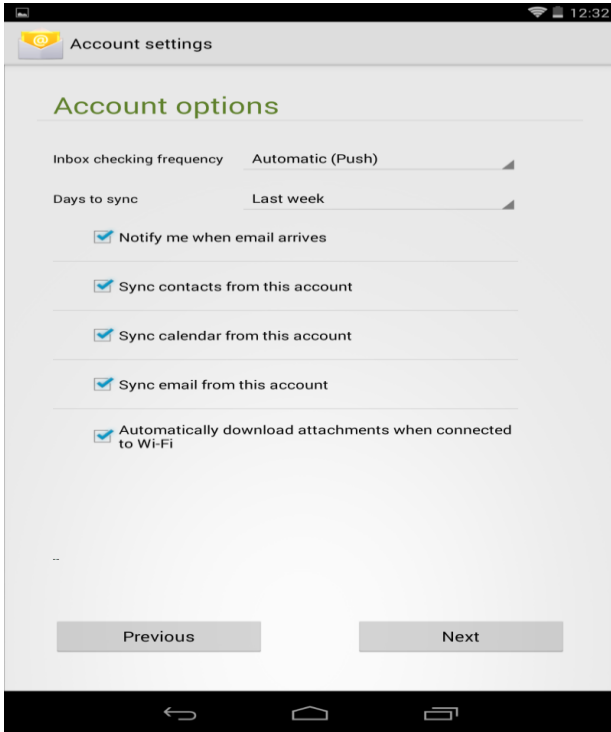 12:32
@
Account settings
Account options
Inbox checking frequency Automatic (Push)
Days to sync Last week
Notify me when email arrives
Sync contacts from this account
Sync calendar from this account
Sync email from this account
Automatically download attachments when connected
to Wi-Fi
--
Previous Next